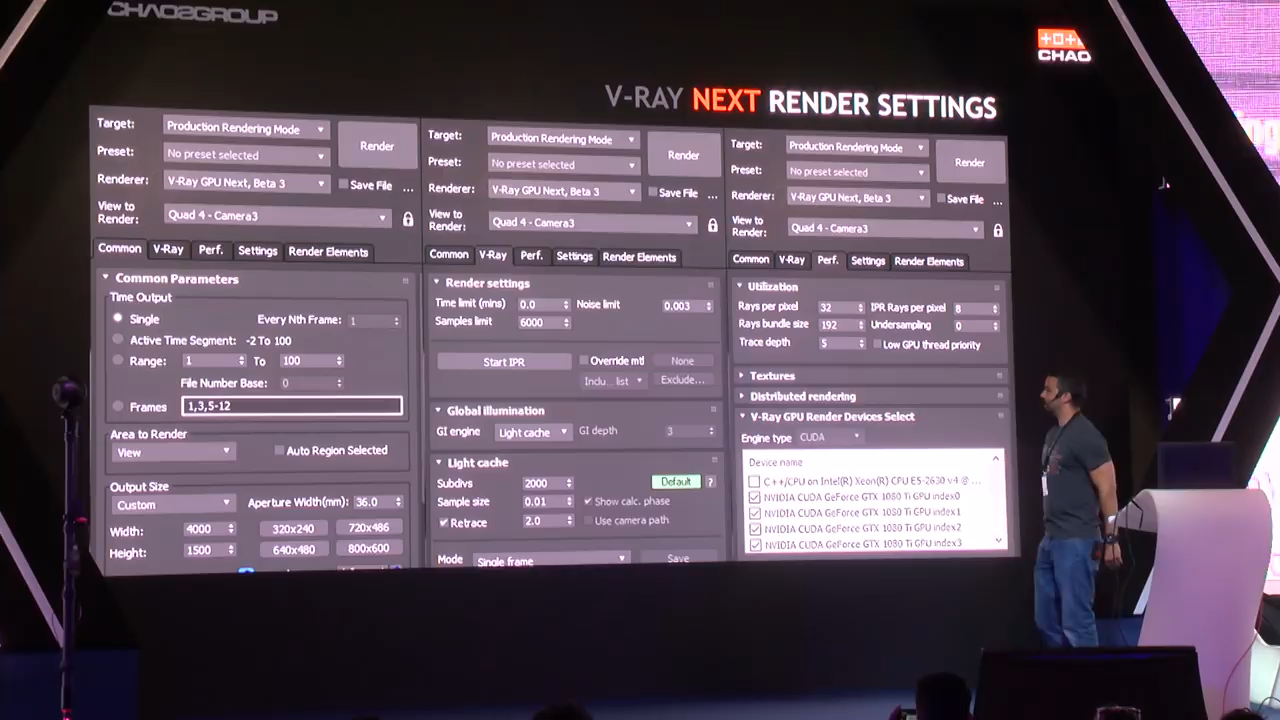 CHAOSGROUP
CHAO
V-RAY NEXT RENDER SETTINGS
Target: Production Rendering Mode
Preset: No preset selected
Render
Renderer: V-Ray GPU Next, Beta 3
Save File ...
View to Render: Quad 4 - Camera3
Common V-Ray Perf. Settings Render Elements
Common Parameters
Time Output
Single Every Nth Frame: 1
Active Time Segment: -2 To 100
Range: 1 To 100
File Number Base: 0
Frames 1,3,5-12
Area to Render
View Auto Region Selected
Output Size
Custom Aperture Width(mm): 36.0
Width: 4000 320x240 720x486
Height: 1500 640x480 800x600
Target: Production Rendering Mode
Preset: No preset selected
Render
Renderer: V-Ray GPU Next, Beta 3
Save File ...
View to Render: Quad 4 - Camera3
Common V-Ray Perf. Settings Render Elements
Render settings
Time limit (mins) 0.0 Noise limit 0.003
Samples limit 6000
Start IPR Override mtl None
Inclu... list Exclude...
Global illumination
GI engine Light cache GI depth 3
Light cache
Default ?
Subdivs 2000
Sample size 0.01 Show calc. phase
Retrace 2.0 Use camera path
Mode Single frame Save
Target: Production Rendering Mode
Preset: No preset selected
Render
Renderer: V-Ray GPU Next, Beta 3
Save File ...
View to Render: Quad 4 - Camera3
Common V-Ray Perf. Settings Render Elements
Utilization
Rays per pixel 32 IPR Rays per pixel 8
Rays bundle size 192 Undersampling 0
Trace depth 5 Low GPU thread priority
Textures
Distributed rendering
V-Ray GPU Render Devices Select
Engine type CUDA
Device name
C++/CPU on Intel(R) Xeon(R) CPU E5-2630 v4 @ ...
NVIDIA CUDA GeForce GTX 1080 Ti GPU index0
NVIDIA CUDA GeForce GTX 1080 Ti GPU index1
NVIDIA CUDA GeForce GTX 1080 Ti GPU index2
NVIDIA CUDA GeForce GTX 1080 Ti GPU index3